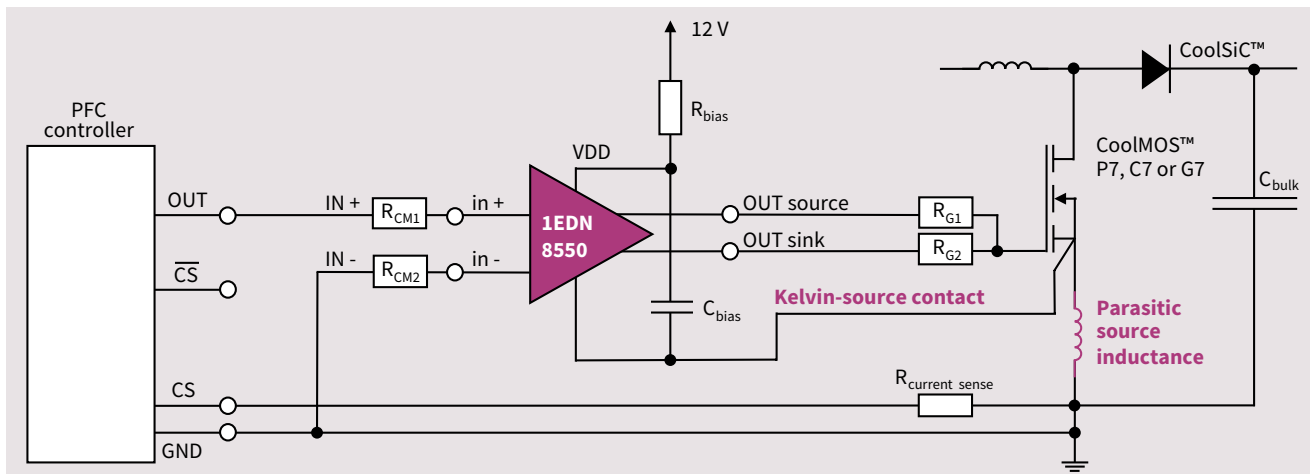 12 V
CoolSiC™
PFC
controller
R_bias
VDD
CoolMOS™
P7, C7 or G7
C_bulk
OUT
IN +
R_CM1
in +
1EDN
8550
OUT source
R_G1
IN -
R_CM2
in -
OUT sink
R_G2
C̅S̅
Kelvin-source contact
C_bias
Parasitic
source
inductance
CS
R_current sense
GND